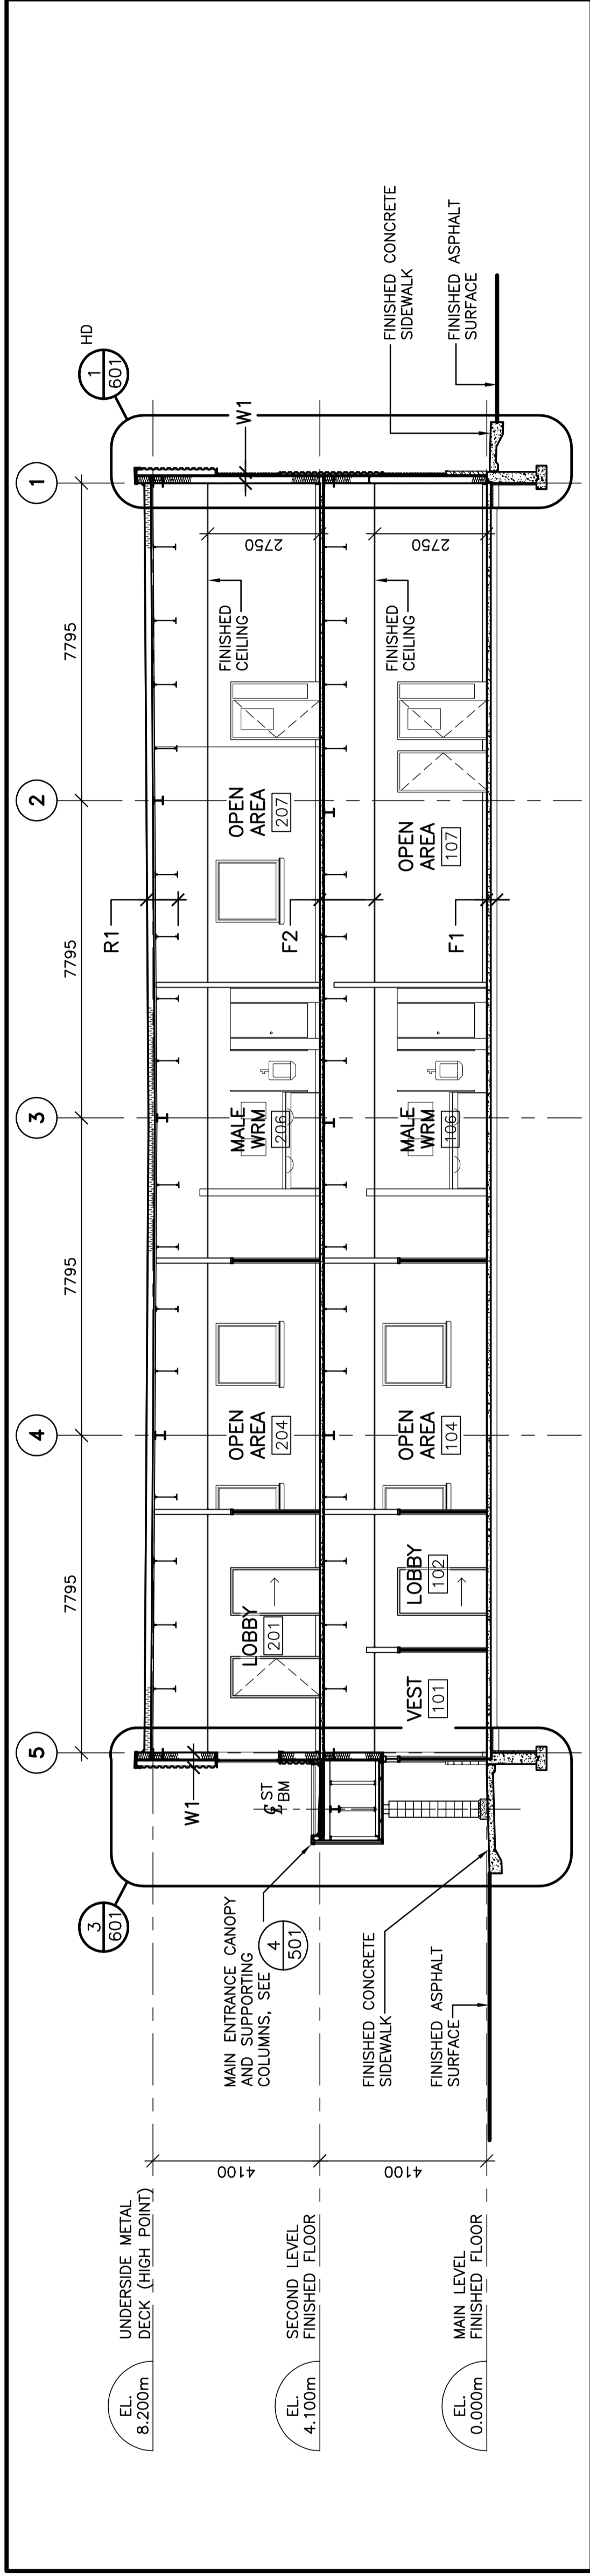 5
4
3
2
1
7795
7795
7795
7795
3
601
1
601
HD
R1
W1
W1
EL.
8.200m
UNDERSIDE METAL
DECK (HIGH POINT)
4100
MAIN ENTRANCE CANOPY
AND SUPPORTING
COLUMNS, SEE
4
501
℄ ST
BM
LOBBY
201
OPEN
AREA
204
MALE
WRM
206
F2
OPEN
AREA
207
FINISHED
CEILING
2750
EL.
4.100m
SECOND LEVEL
FINISHED FLOOR
4100
FINISHED CONCRETE
SIDEWALK
FINISHED ASPHALT
SURFACE
VEST
101
LOBBY
102
OPEN
AREA
104
MALE
WRM
106
F1
OPEN
AREA
107
FINISHED
CEILING
2750
FINISHED CONCRETE
SIDEWALK
FINISHED ASPHALT
SURFACE
EL.
0.000m
MAIN LEVEL
FINISHED FLOOR